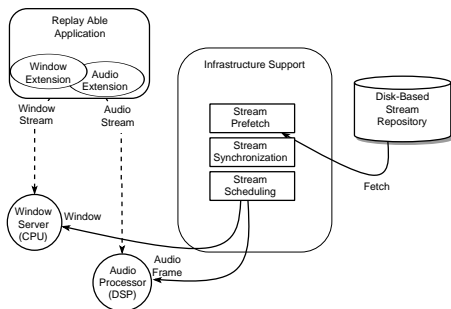 Replay Able
Application
Window
Extension
Audio
Extension
Window
Stream
Audio
Stream
Infrastructure Support
Stream
Prefetch
Stream
Synchronization
Stream
Scheduling
Disk-Based
Stream
Repository
Fetch
Window
Server
(CPU)
Window
Audio
Frame
Audio
Processor
(DSP)